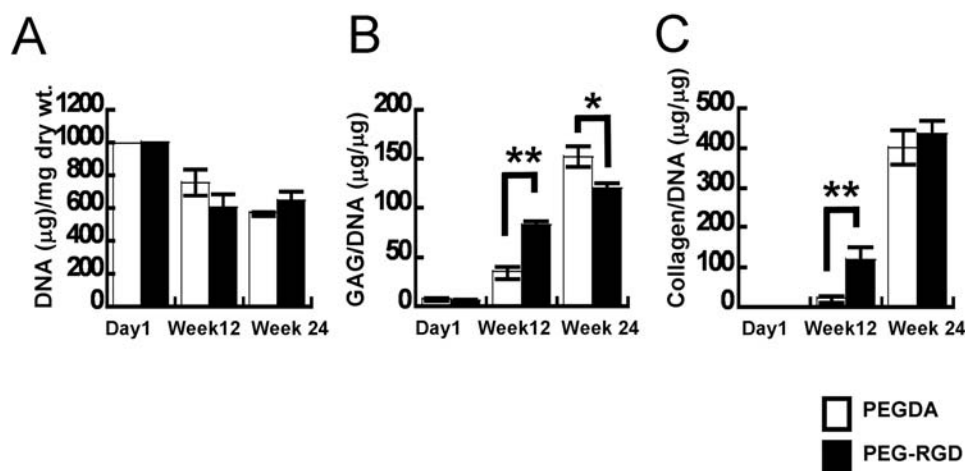 A
DNA (μg)/mg dry wt.
1200
1000
800
600
400
200
0
Day1 Week12 Week 24
B
GAG/DNA (μg/μg)
200
150
100
50
0
**
*
Day1 Week12 Week 24
C
Collagen/DNA (μg/μg)
500
400
300
200
100
0
**
Day1 Week12 Week 24
PEGDA
PEG-RGD